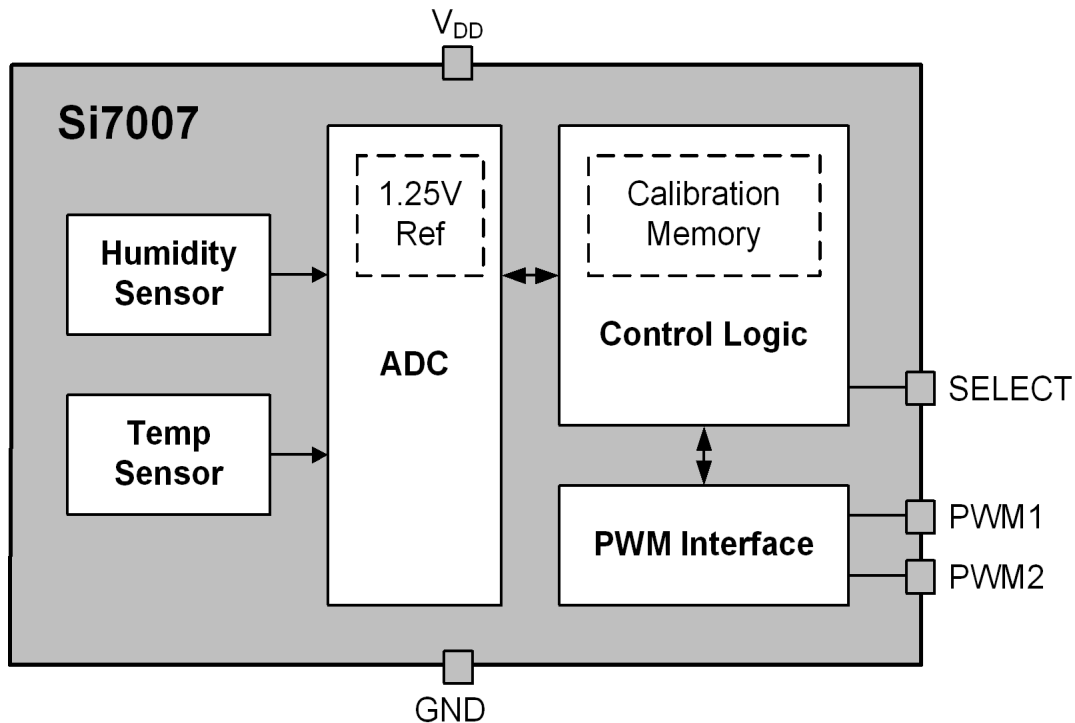 VDD
Si7007
1.25V
Ref
Calibration
Memory
Humidity
Sensor
ADC
Control Logic
SELECT
Temp
Sensor
PWM Interface
PWM1
PWM2
GND